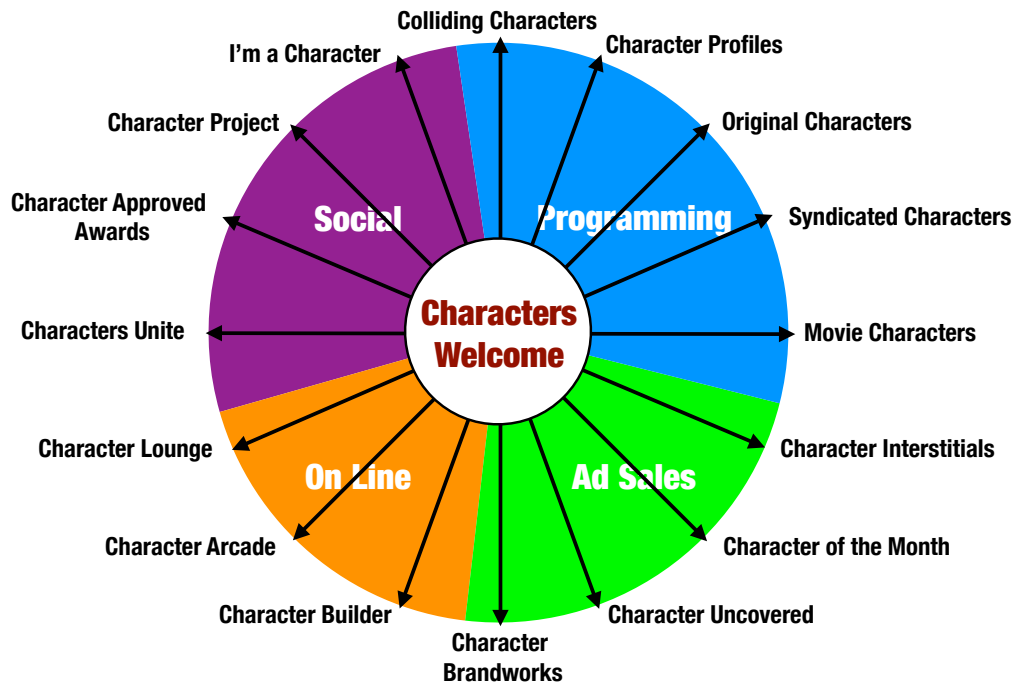 Colliding Characters
Character Profiles
I'm a Character
Original Characters
Character Project
Syndicated Characters
Character Approved
Awards
Social
Programming
Characters
Welcome
Characters Unite
Movie Characters
Character Lounge
Character Interstitials
On Line
Ad Sales
Character Arcade
Character of the Month
Character Builder
Character Uncovered
Character
Brandworks